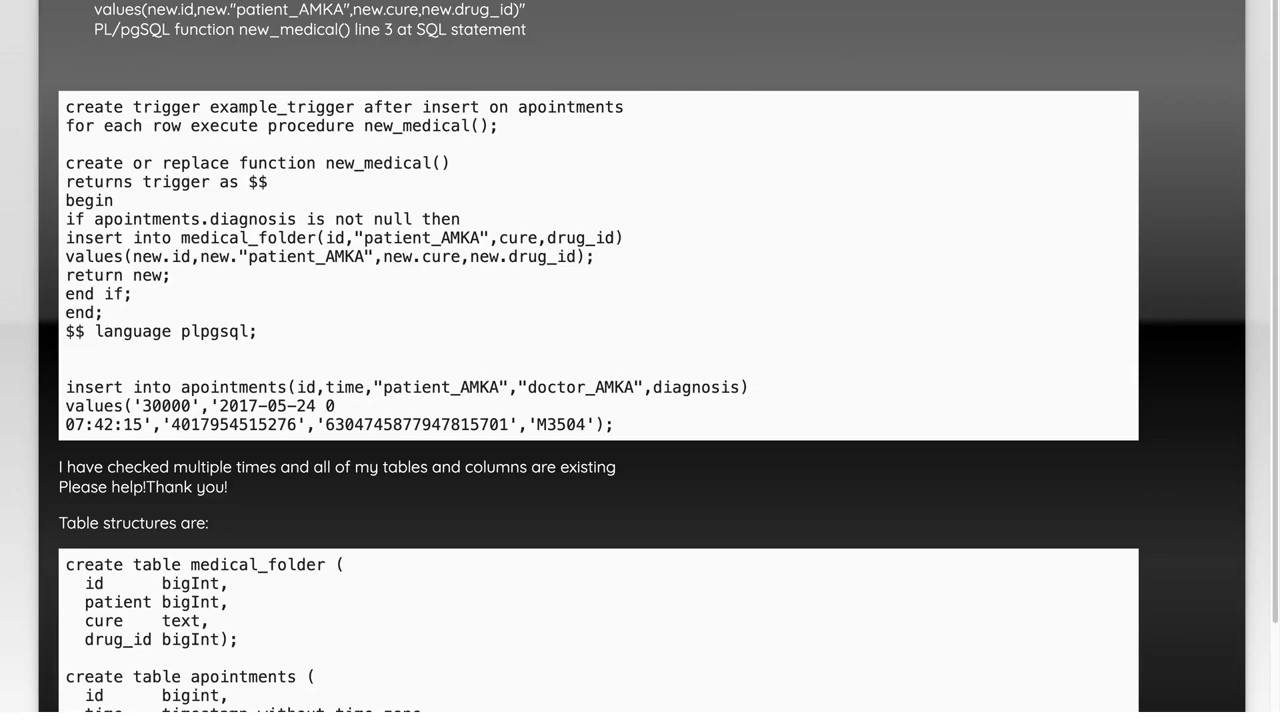 values(new.id,new."patient_AMKA",new.cure,new.drug_id)"
PL/pgSQL function new_medical() line 3 at SQL statement
create trigger example_trigger after insert on apointments
for each row execute procedure new_medical();
create or replace function new_medical()
returns trigger as $$
begin
if apointments.diagnosis is not null then
insert into medical_folder(id,"patient_AMKA",cure,drug_id)
values(new.id,new."patient_AMKA",new.cure,new.drug_id);
return new;
end if;
end;
$$ language plpgsql;
insert into apointments(id,time,"patient_AMKA","doctor_AMKA",diagnosis)
values('30000','2017-05-24 0
07:42:15','4017954515276','6304745877947815701','M3504');
I have checked multiple times and all of my tables and columns are existing
Please help!Thank you!
Table structures are:
create table medical_folder (
id bigInt,
patient bigInt,
cure text,
drug_id bigInt);
create table apointments (
id bigint,
time timestamp without time zone